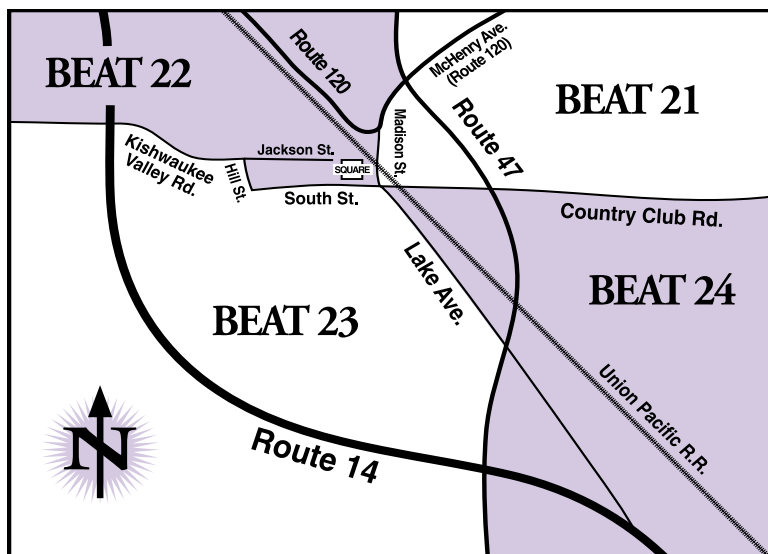 BEAT 22
Route 120
McHenry Ave.
(Route 120)
BEAT 21
Route 47
Madison St.
Jackson St.
SQUARE
Kishwaukee
Valley Rd.
Hill St.
South St.
Country Club Rd.
Lake Ave.
BEAT 24
BEAT 23
Union Pacific R.R.
Route 14
N